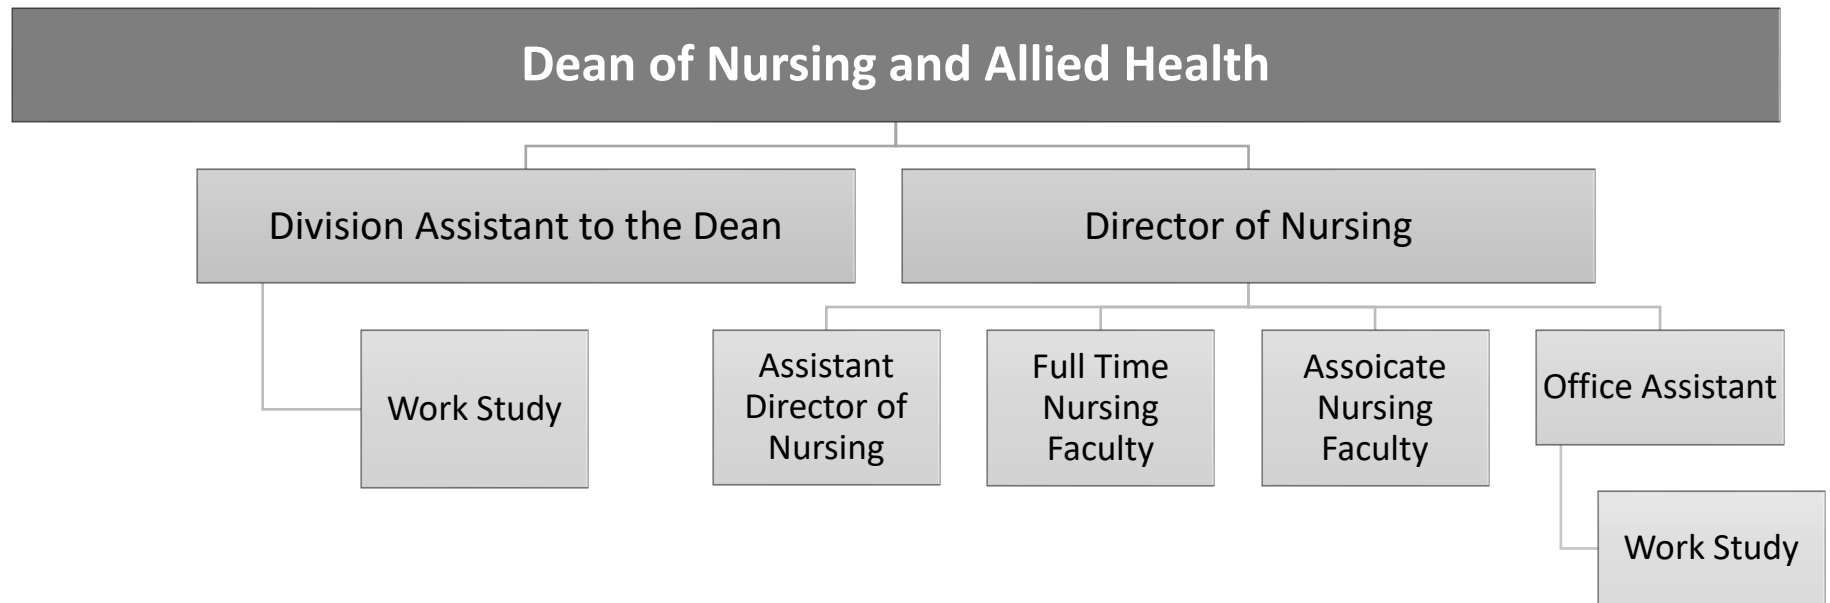 Dean of Nursing and Allied Health
Division Assistant to the Dean
Director of Nursing
Work Study
Assistant
Director of
Nursing
Full Time
Nursing
Faculty
Assoicate
Nursing
Faculty
Office Assistant
Work Study